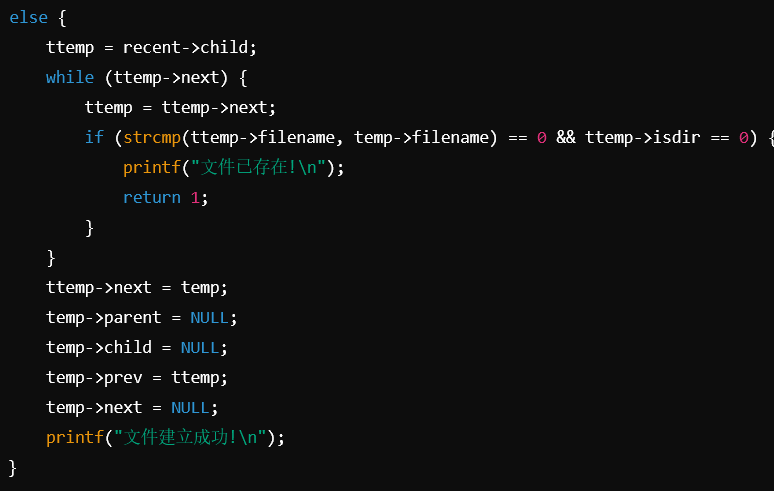 else {
    ttemp = recent->child;
    while (ttemp->next) {
        ttemp = ttemp->next;
        if (strcmp(ttemp->filename, temp->filename) == 0 && ttemp->isdir == 0) {
            printf("文件已存在!\n");
            return 1;
        }
    }
    ttemp->next = temp;
    temp->parent = NULL;
    temp->child = NULL;
    temp->prev = ttemp;
    temp->next = NULL;
    printf("文件建立成功!\n");
}